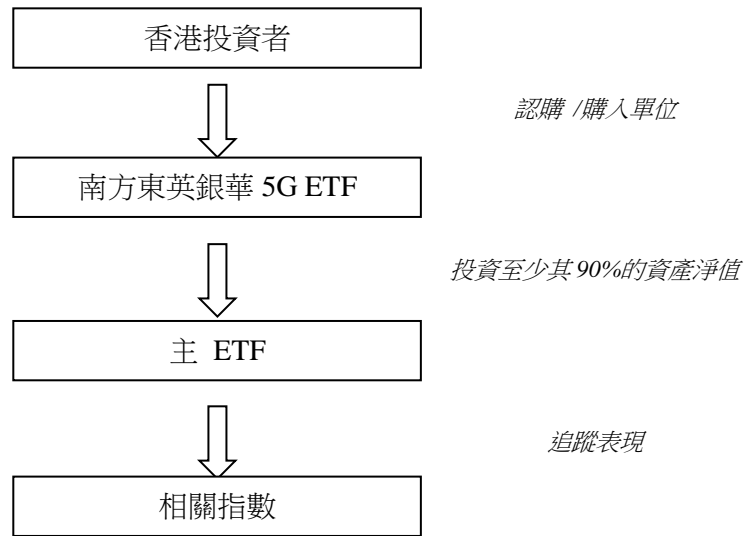 香港投資者
認購 /購入單位
南方東英銀華 5G ETF
投資至少其 90%的資產淨值
主 ETF
追蹤表現
相關指數